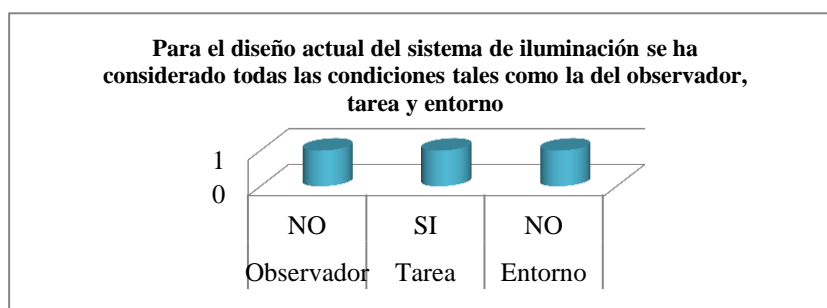 Para el diseño actual del sistema de iluminación se ha
considerado todas las condiciones tales como la del observador,
tarea y entorno
1
0
NO SI NO
Observador Tarea Entorno